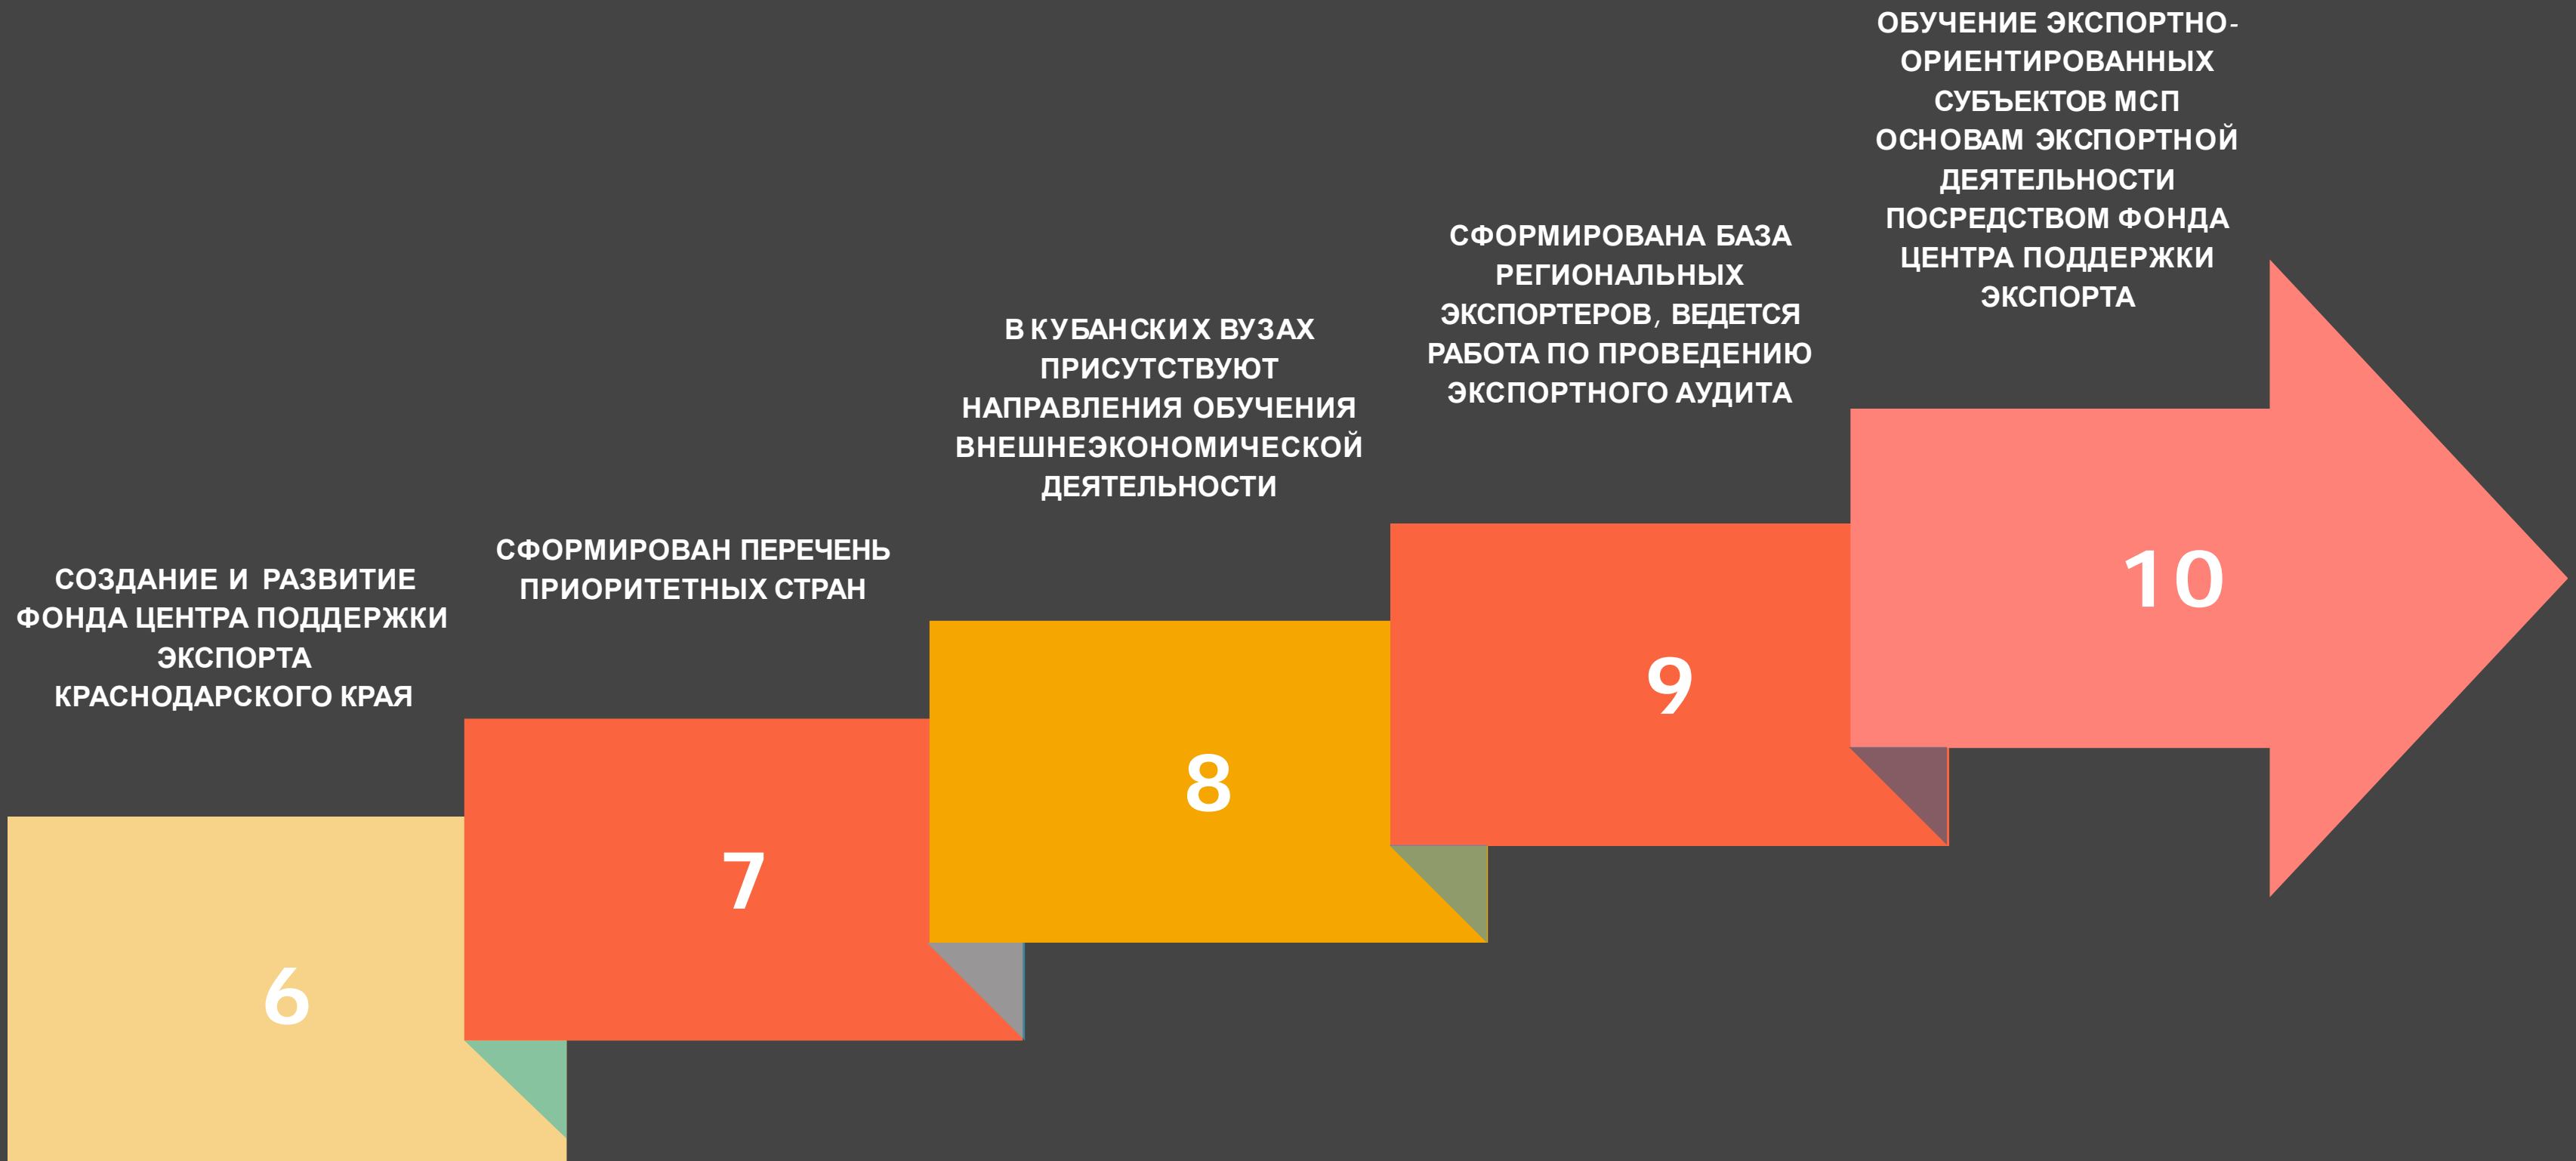 СОЗДАНИЕ И РАЗВИТИЕ
ФОНДА ЦЕНТРА ПОДДЕРЖКИ
ЭКСПОРТА
КРАСНОДАРСКОГО КРАЯ
6
СФОРМИРОВАН ПЕРЕЧЕНЬ
ПРИОРИТЕТНЫХ СТРАН
7
В КУБАНСКИХ ВУЗАХ
ПРИСУТСТВУЮТ
НАПРАВЛЕНИЯ ОБУЧЕНИЯ
ВНЕШНЕЭКОНОМИЧЕСКОЙ
ДЕЯТЕЛЬНОСТИ
8
СФОРМИРОВАНА БАЗА
РЕГИОНАЛЬНЫХ
ЭКСПОРТЕРОВ, ВЕДЕТСЯ
РАБОТА ПО ПРОВЕДЕНИЮ
ЭКСПОРТНОГО АУДИТА
9
ОБУЧЕНИЕ ЭКСПОРТНО-
ОРИЕНТИРОВАННЫХ
СУБЪЕКТОВ МСП
ОСНОВАМ ЭКСПОРТНОЙ
ДЕЯТЕЛЬНОСТИ
ПОСРЕДСТВОМ ФОНДА
ЦЕНТРА ПОДДЕРЖКИ
ЭКСПОРТА
10